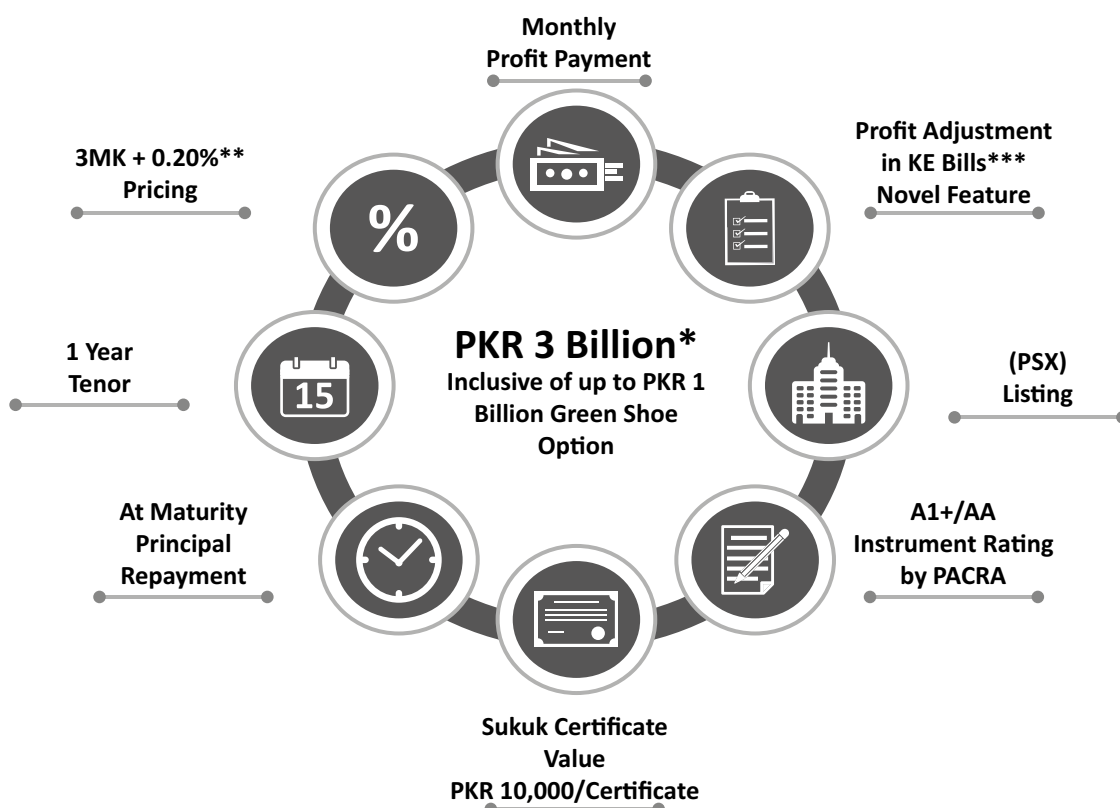 Monthly
Profit Payment
3MK + 0.20%**
Pricing
Profit Adjustment
in KE Bills***
Novel Feature
%
PKR 3 Billion*
Inclusive of up to PKR 1
Billion Green Shoe
Option
1 Year
Tenor
15
(PSX)
Listing
At Maturity
Principal
Repayment
A1+/AA
Instrument Rating
by PACRA
Sukuk Certificate
Value
PKR 10,000/Certificate